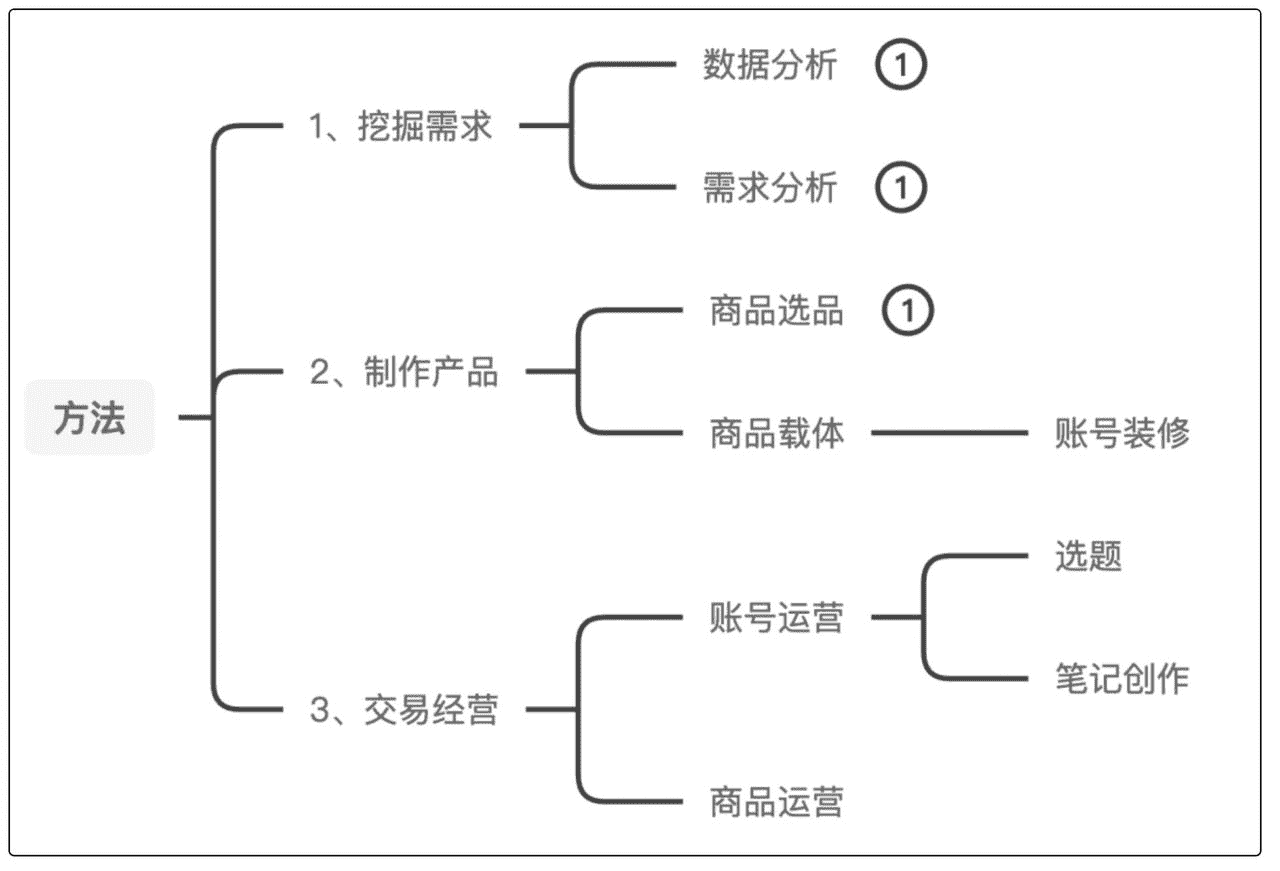 数据分析 1
1、挖掘需求
需求分析 1
商品选品 1
2、制作产品
方法
商品载体
账号装修
选题
账号运营
笔记创作
3、交易经营
商品运营